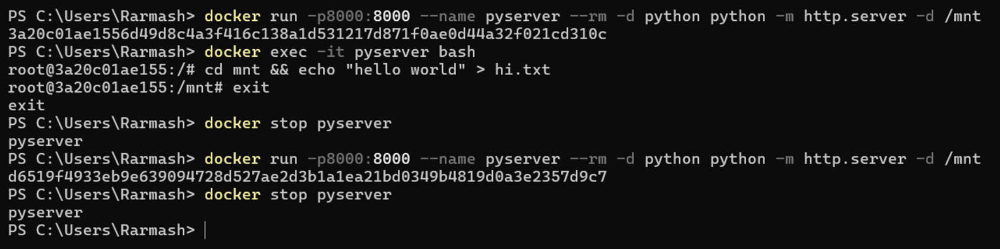 PS C:\Users\Rarmash> docker run -p8000:8000 --name pyserver --rm -d python python -m http.server -d /mnt
3a20c01ae1556d49d8c4a3f416c138a1d531217d871f0ae0d44a32f021cd310c
PS C:\Users\Rarmash> docker exec -it pyserver bash
root@3a20c01ae155:/# cd mnt && echo "hello world" > hi.txt
root@3a20c01ae155:/mnt# exit
exit
PS C:\Users\Rarmash> docker stop pyserver
pyserver
PS C:\Users\Rarmash> docker run -p8000:8000 --name pyserver --rm -d python python -m http.server -d /mnt
d6519f4933eb9e639094728d527ae2d3b1a1ea21bd0349b4819d0a3e2357d9c7
PS C:\Users\Rarmash> docker stop pyserver
pyserver
PS C:\Users\Rarmash>